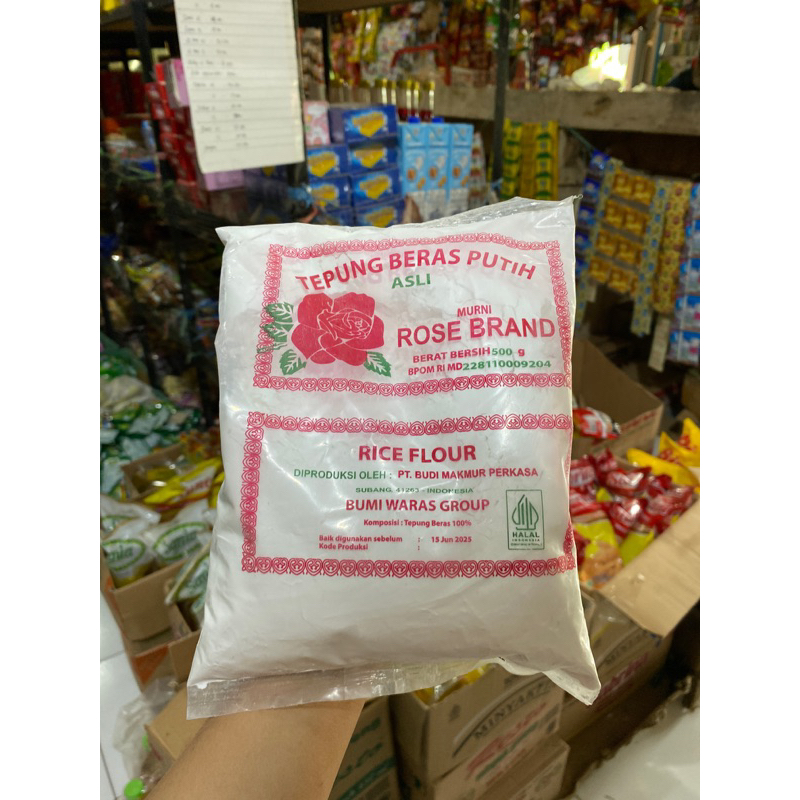 TEPUNG BERAS PUTIH
ASLI
MURNI
ROSE BRAND
BERAT BERSIH 500 g
BPOM RI MD 228110009204
RICE FLOUR
DIPRODUKSI OLEH : PT. BUDI MAKMUR PERKASA
SUBANG, 41263 - INDONESIA
BUMI WARAS GROUP
Komposisi : Tepung Beras 100%
Baik digunakan sebelum : 15 Jun 2025
Kode Produksi :
HALAL
INDONESIA